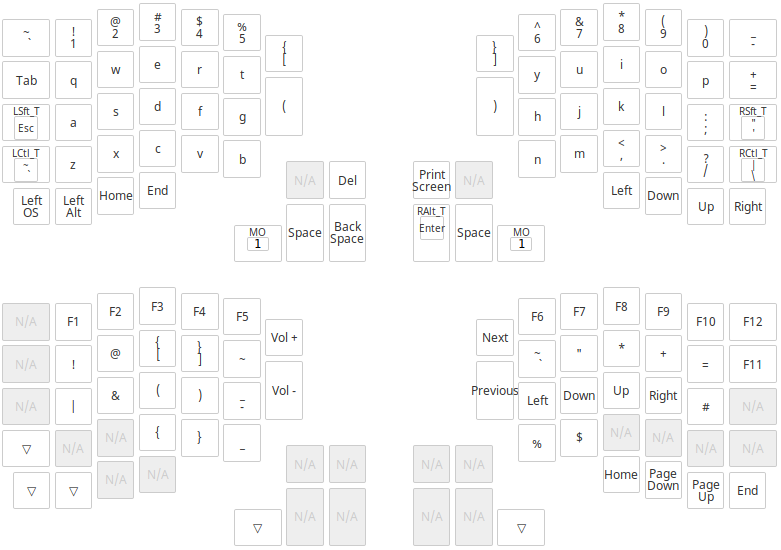 ~ ! @ # $ % { } ^ & * ( ) _
` 1 2 3 4 5 [ ] 6 7 8 9 0 -
Tab q w e r t ( ) y u i o p +
=
LSft_T a s d f g h j k l : RSft_T
Esc ; "
'
LCtl_T z x c v b n m < > ? RCtl_T
~ , . / |
` \
Left Left Home End Left Down Up Right
OS Alt
N/A Del Print N/A
Screen
MO Space Back RAlt_T Space MO
1 Space Enter 1
N/A F1 F2 F3 F4 F5 Vol + Next F6 F7 F8 F9 F10 F12
N/A ! @ { } ~ ~ " * + = F11
[ ] `
N/A | & ( ) _ Vol - Previous Left Down Up Right # N/A
-
▽ N/A N/A { } _ % $ N/A N/A N/A N/A
▽ ▽ N/A N/A Home Page Page End
Down Up
N/A N/A N/A N/A
▽ N/A N/A N/A N/A ▽